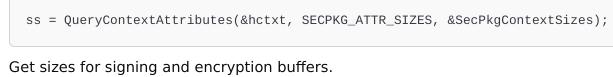 ss = QueryContextAttributes(&hctxt, SECPKG_ATTR_SIZES, &SecPkgContextSizes);
Get sizes for signing and encryption buffers.